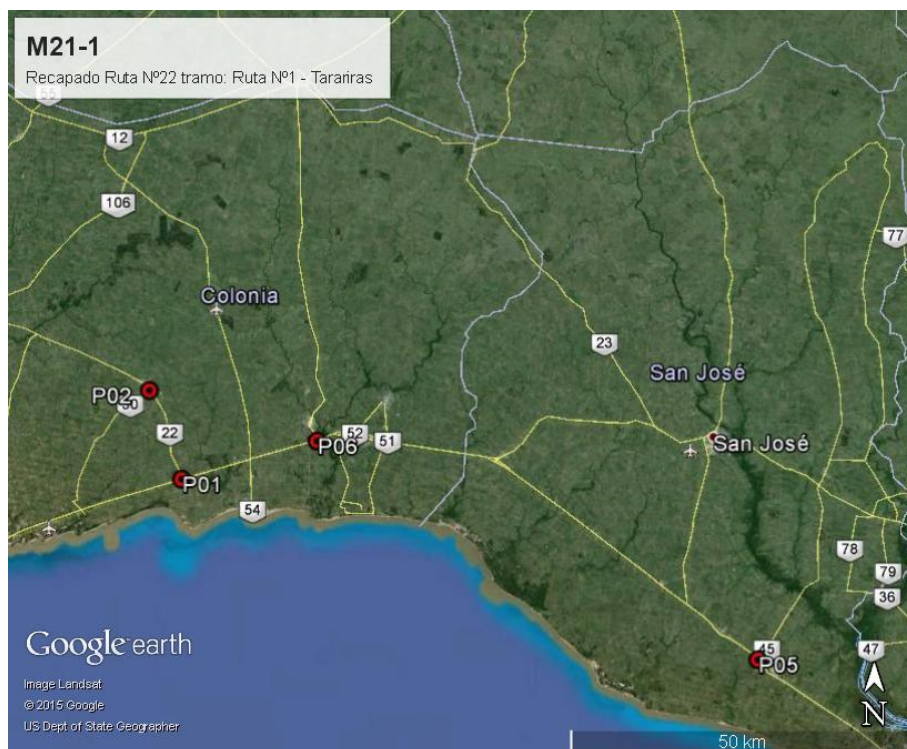 M21-1
Recapado Ruta Nº22 tramo: Ruta Nº1 - Tarariras
55
12
106
77
Colonia
23
San José
P02
50
22
52
51
P06
San José
P01
54
78
79
36
45
P05
47
Google earth
Image Landsat
© 2015 Google
US Dept of State Geographer
N
50 km